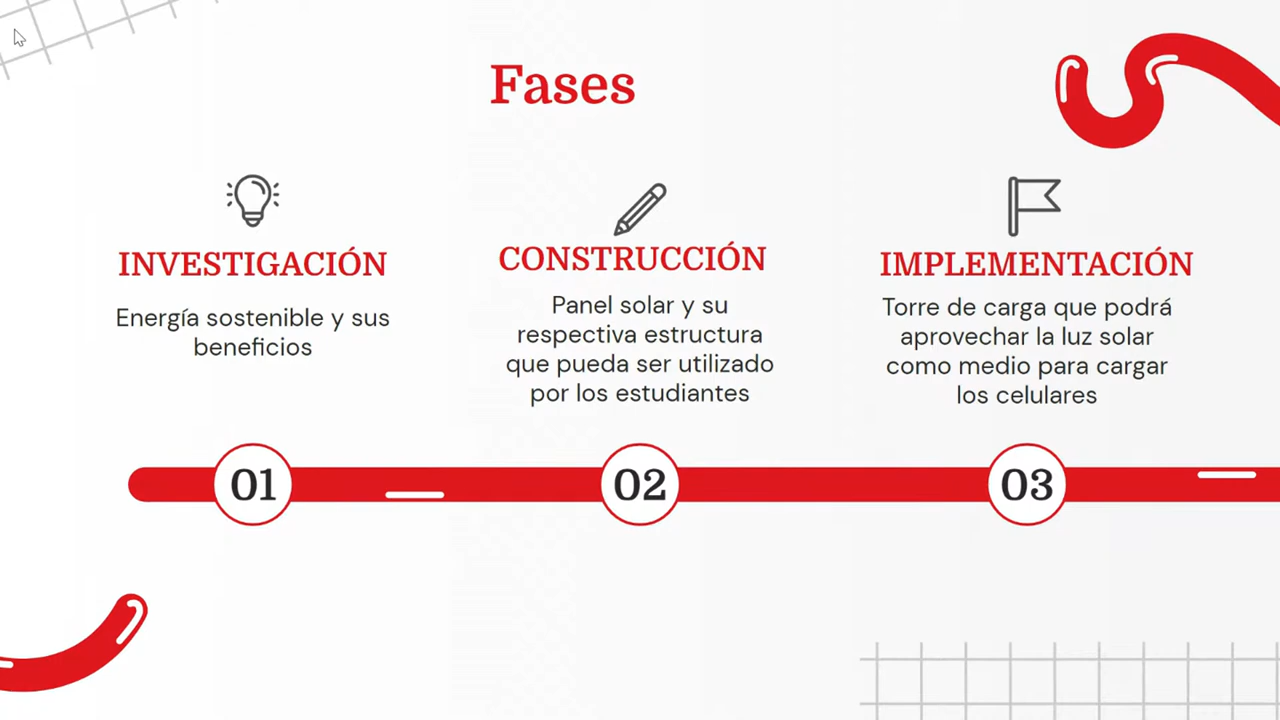 Fases
INVESTIGACIÓN
Energía sostenible y sus
beneficios
CONSTRUCCIÓN
Panel solar y su
respectiva estructura
que pueda ser utilizado
por los estudiantes
IMPLEMENTACIÓN
Torre de carga que podrá
aprovechar la luz solar
como medio para cargar
los celulares
01
02
03